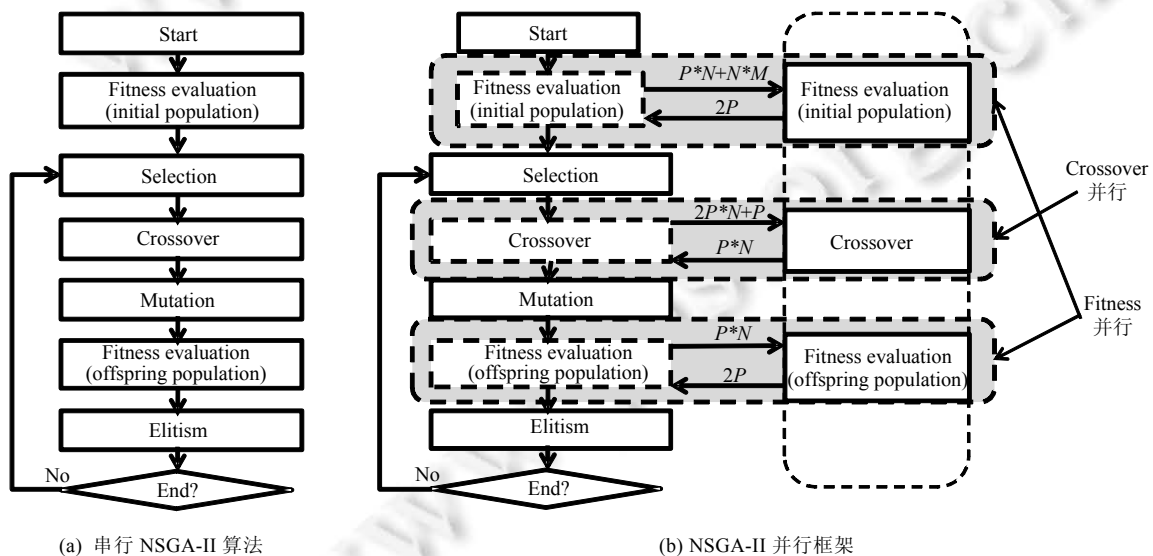 Start
Fitness evaluation
(initial population)
Selection
Crossover
Mutation
Fitness evaluation
(offspring population)
Elitism
No
End?
(a) 串行 NSGA-II 算法
Start
Fitness evaluation
(initial population)
P*N+N*M
2P
Fitness evaluation
(initial population)
Selection
Crossover
2P*N+P
P*N
Crossover
Mutation
Fitness evaluation
(offspring population)
P*N
2P
Fitness evaluation
(offspring population)
Elitism
No
End?
Crossover
并行
Fitness
并行
(b) NSGA-II 并行框架